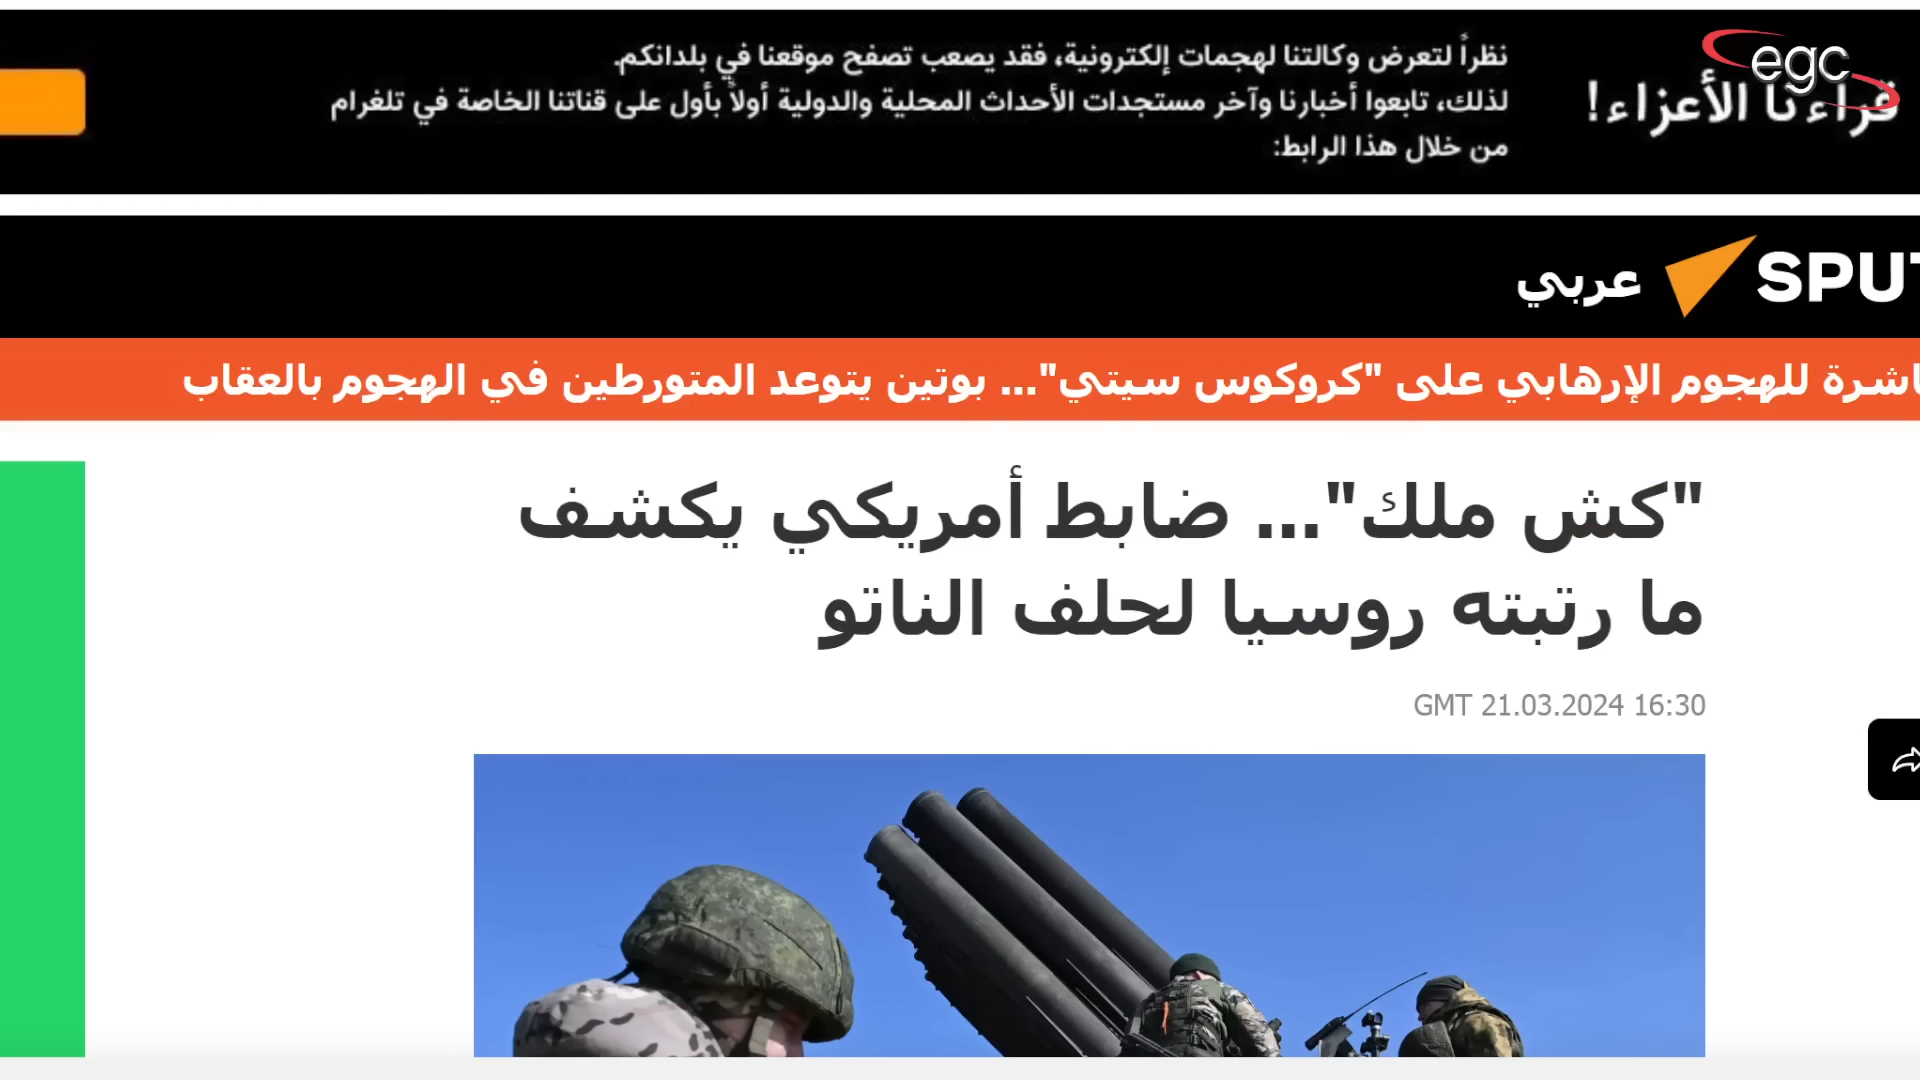 egc
قراءنا الأعزاء!
نظراً لتعرض وكالتنا لهجمات إلكترونية، فقد يصعب تصفح موقعنا في بلدانكم.
لذلك، تابعوا أخبارنا وآخر مستجدات الأحداث المحلية والدولية أولاً بأول على قناتنا الخاصة في تلغرام
من خلال هذا الرابط:
SPUT عربي
للهجوم الإرهابي على "كروكوس سيتي"... بوتين يتوعد المتورطين في الهجوم بالعقاب
"كش ملك"... ضابط أمريكي يكشف
ما رتبته روسيا لحلف الناتو
GMT 21.03.2024 16:30